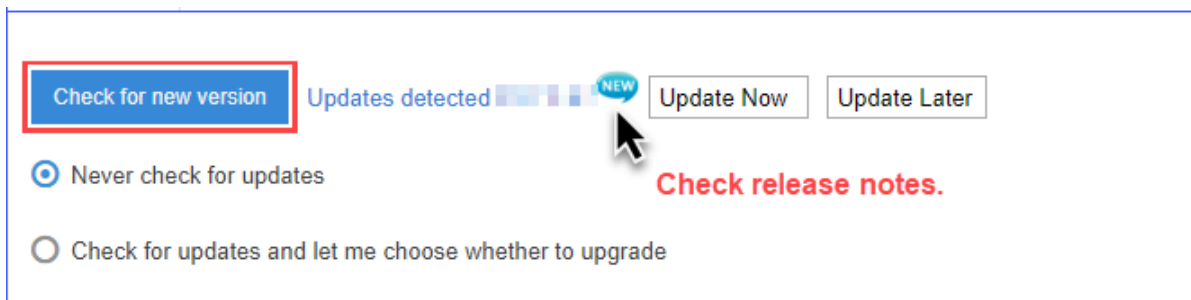 Check for new version Updates detected NEW Update Now Update Later
Never check for updates
Check release notes.
Check for updates and let me choose whether to upgrade